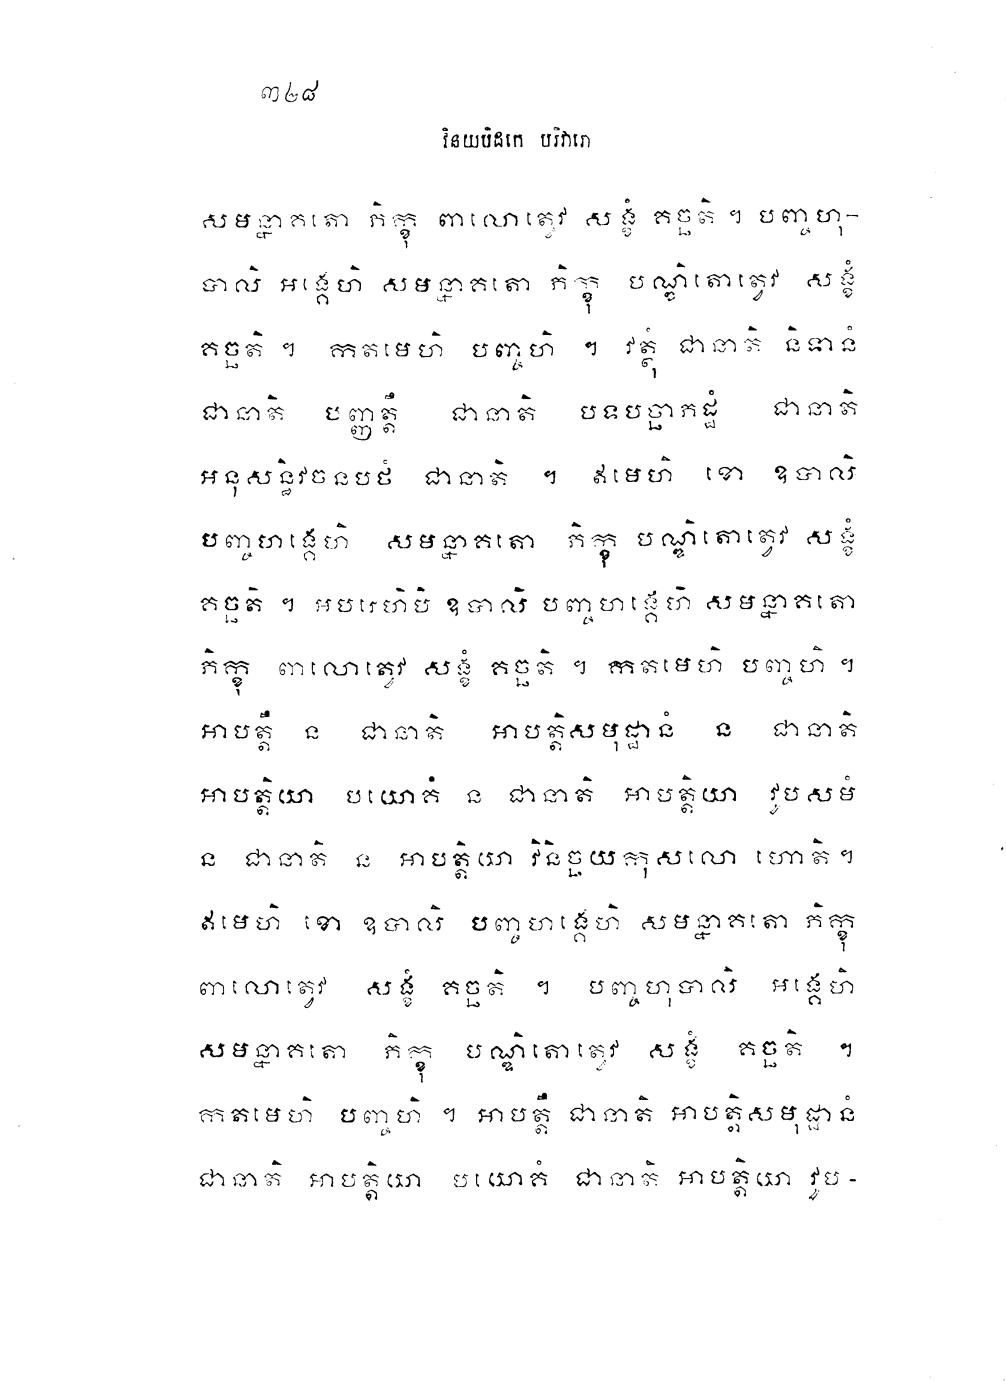 ៣៤៨
វិនយបិដកេ បរិវារោ
សមន្នាគតោ ភិក្ខុ ពាលោត្វេវ សង្ខំ គច្ឆតិ ។ បញ្ចហុ-
បាលិ អង្គេហិ សមន្នាគតោ ភិក្ខុ បណ្ឌិតោត្វេវ សង្ខំ
គច្ឆតិ ។ កតមេហិ បញ្ចហិ ។ វត្ថុំ ជានាតិ និទានំ
ជានាតិ បញ្ញត្តឹ ជានាតិ បទបច្ឆាភដ្ឋំ ជានាតិ
អនុសន្ធិវចនបថំ ជានាតិ ។ ឥមេហិ ខោ ឧបាលិ
បញ្ចហង្គេហិ សមន្នាគតោ ភិក្ខុ បណ្ឌិតោត្វេវ សង្ខំ
គច្ឆតិ ។ អបរេហិបិ ឧបាលិ បញ្ចហង្គេហិ សមន្នាគតោ
ភិក្ខុ ពាលោត្វេវ សង្ខំ គច្ឆតិ ។ កតមេហិ បញ្ចហិ ។
អាបត្តឹ ន ជានាតិ អាបត្តិសមុដ្ឋានំ ន ជានាតិ
អាបត្តិយា បយោគំ ន ជានាតិ អាបត្តិយា វូបសមំ
ន ជានាតិ ន អាបត្តិយា វិនិច្ឆយកុសលោ ហោតិ ។
ឥមេហិ ខោ ឧបាលិ បញ្ចហង្គេហិ សមន្នាគតោ ភិក្ខុ
ពាលោត្វេវ សង្ខំ គច្ឆតិ ។ បញ្ចហុបាលិ អង្គេហិ
សមន្នាគតោ ភិក្ខុ បណ្ឌិតោត្វេវ សង្ខំ គច្ឆតិ ។
កតមេហិ បញ្ចហិ ។ អាបត្តឹ ជានាតិ អាបត្តិសមុដ្ឋានំ
ជានាតិ អាបត្តិយា បយោគំ ជានាតិ អាបត្តិយា វូប-